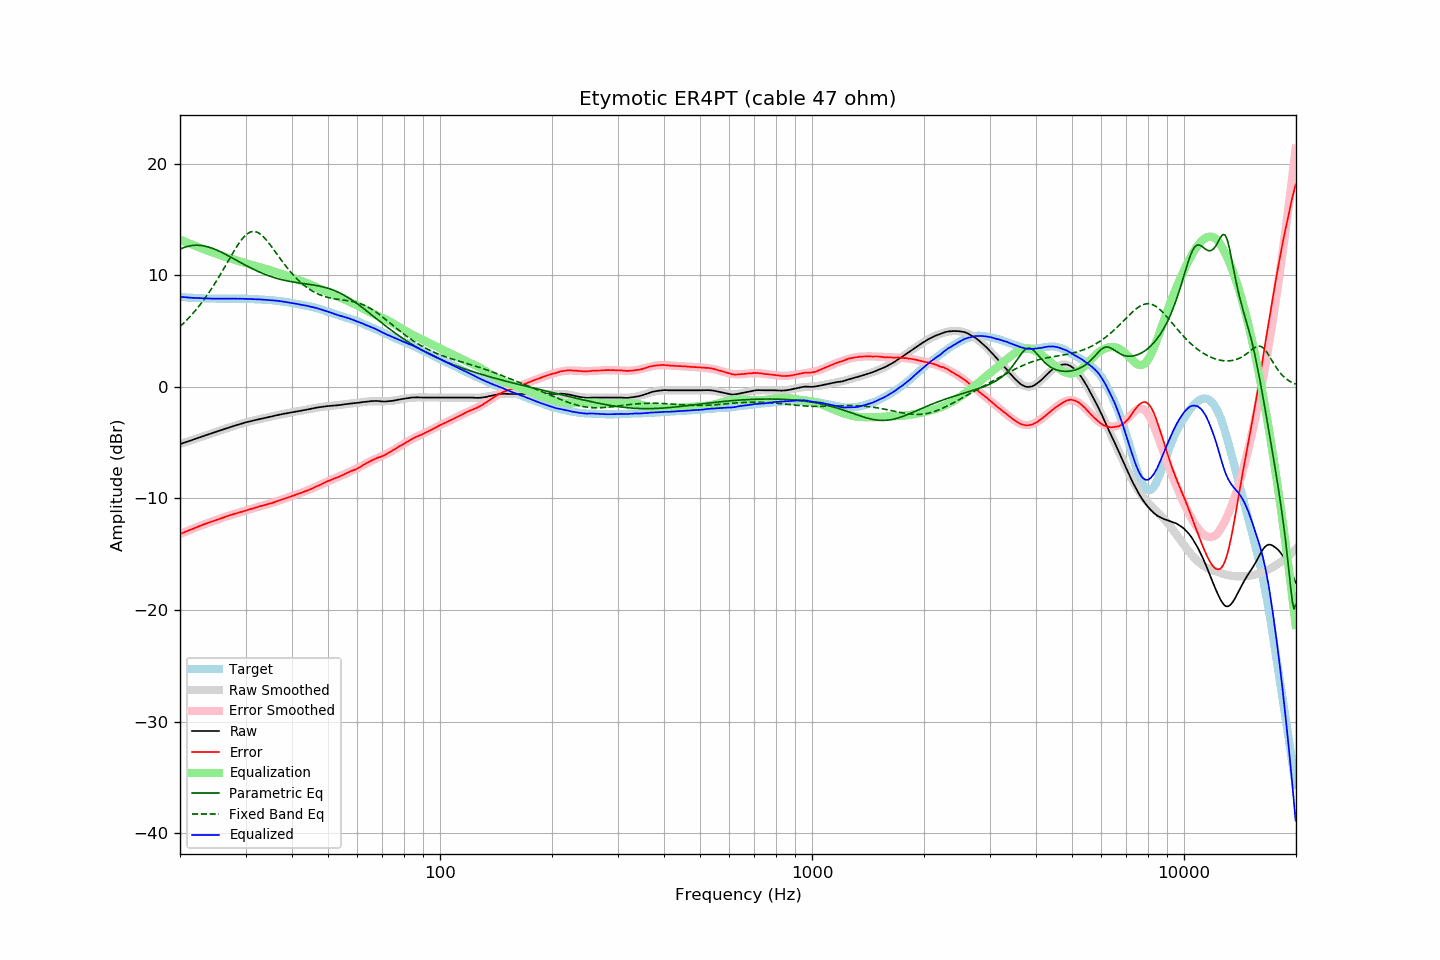 Etymotic ER4PT (cable 47 ohm)
20
10
0
−10
−20
−30
−40
Amplitude (dBr)
Target
Raw Smoothed
Error Smoothed
Raw
Error
Equalization
Parametric Eq
Fixed Band Eq
Equalized
100
1000
10000
Frequency (Hz)